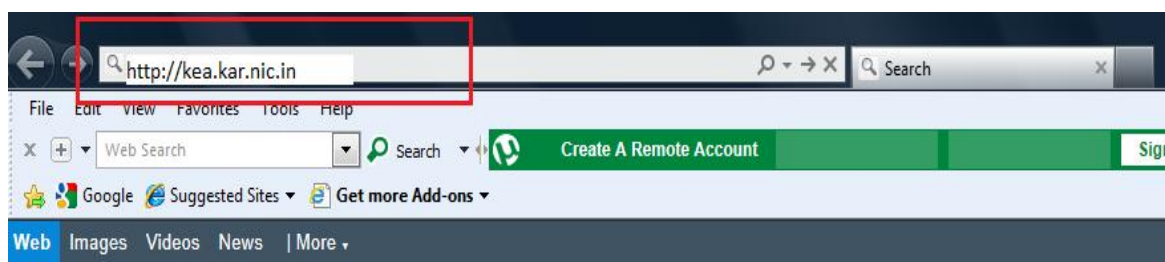 http://kea.kar.nic.in Search
File Edit View Favorites Tools Help
Web Search Search Create A Remote Account
Google Suggested Sites Get more Add-ons
Web Images Videos News | More